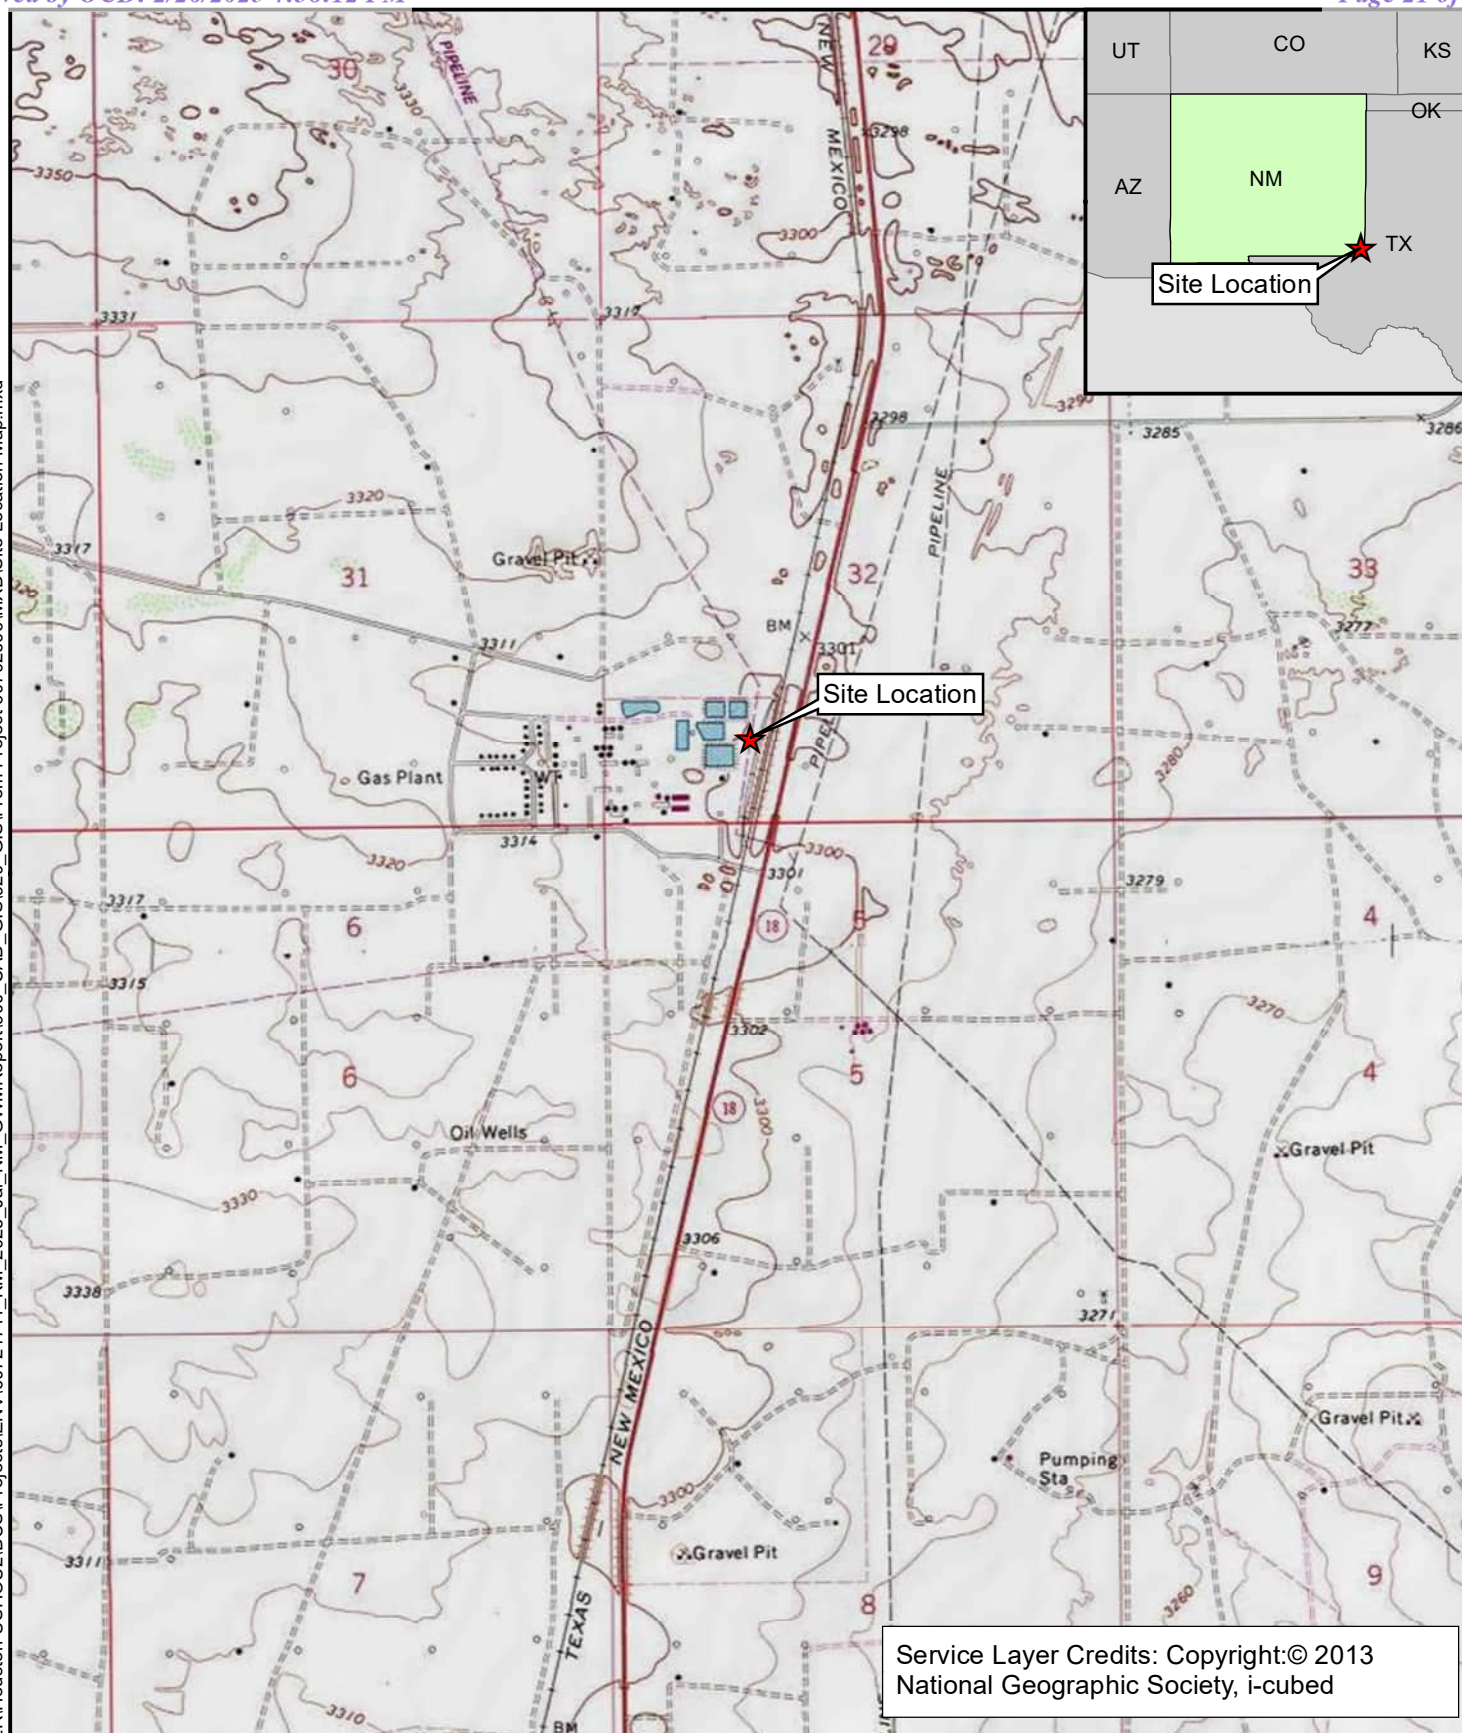 UT
CO
KS
OK
AZ
NM
TX
Site Location
30
PIPELINE
3330
NEW
MEXICO
29
3298
3350
3300
3331
3317
3298
3290
3285
3286
3320
PIPELINE
3317
Gravel Pit
31
32
33
3277
BM
3301
3311
Site Location
3280
Gas Plant
WT
3314
3320
3300
3301
3279
3317
6
18
5
4
3315
3302
3270
6
18
5
4
3300
Oil Wells
Gravel Pit
3330
3306
3338
3271
NEW MEXICO
Gravel Pit
Pumping
Sta
3300
3311
Gravel Pit
7
8
9
3260
TEXAS
3310
BM
Service Layer Credits: Copyright:© 2013
National Geographic Society, i-cubed